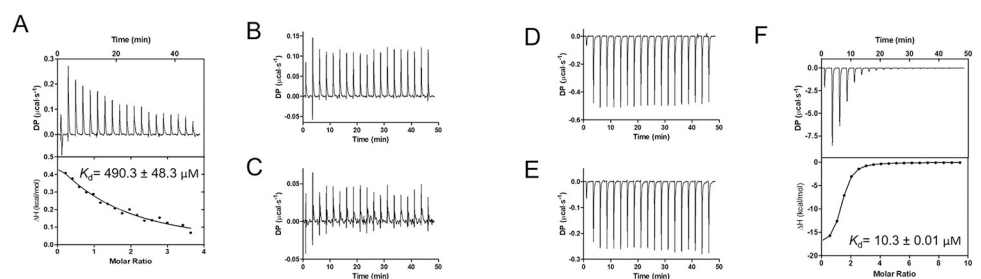 A
Time (min)
0 20 40
0.3
0.2
0.1
0.0
DP (µcal·s⁻¹)
0.5
0.4
0.3
0.2
0.1
0.0
ΔH (kcal/mol)
Kd= 490.3 ± 48.3 µM
0 1 2 3 4
Molar Ratio
B
0.15
0.10
0.05
0.00
-0.05
DP (µcal·s⁻¹)
0 10 20 30 40 50
Time (min)
C
0.05
0.00
-0.05
DP (µcal·s⁻¹)
0 10 20 30 40 50
Time (min)
D
0.0
-0.2
-0.4
-0.6
DP (µcal·s⁻¹)
0 10 20 30 40 50
Time (min)
E
0.0
-0.1
-0.2
-0.3
DP (µcal·s⁻¹)
0 10 20 30 40 50
Time (min)
F
Time (min)
0 10 20 30 40 50
0.0
-2.5
-5.0
-7.5
DP (µcal·s⁻¹)
0
-5
-10
-15
-20
ΔH (kcal/mol)
Kd= 10.3 ± 0.01 µM
0 2 4 6 8 10
Molar Ratio